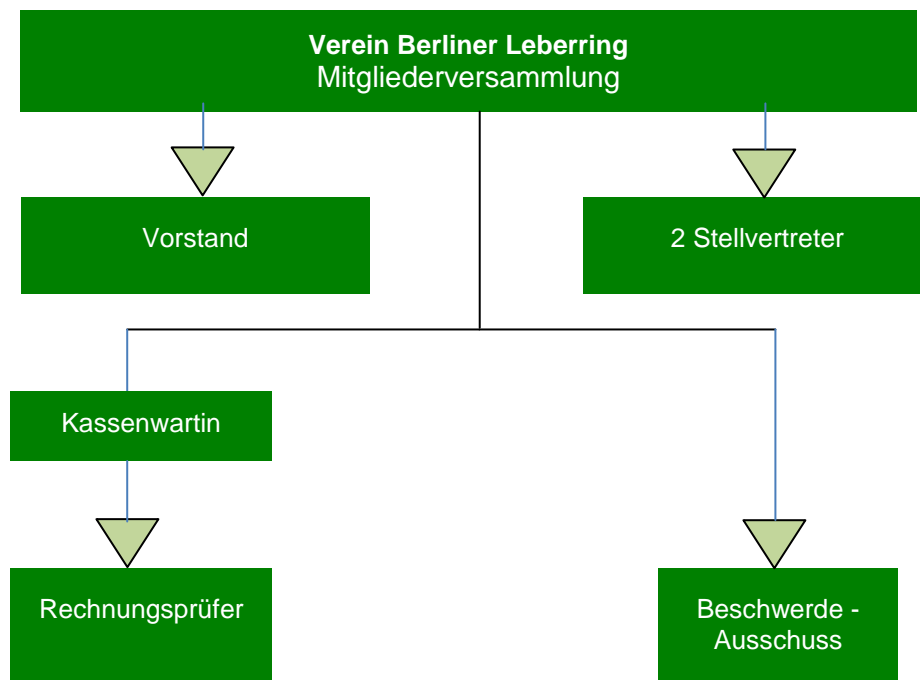 Verein Berliner Leberring
Mitgliederversammlung
Vorstand
2 Stellvertreter
Kassenwartin
Rechnungsprüfer
Beschwerde -
Ausschuss